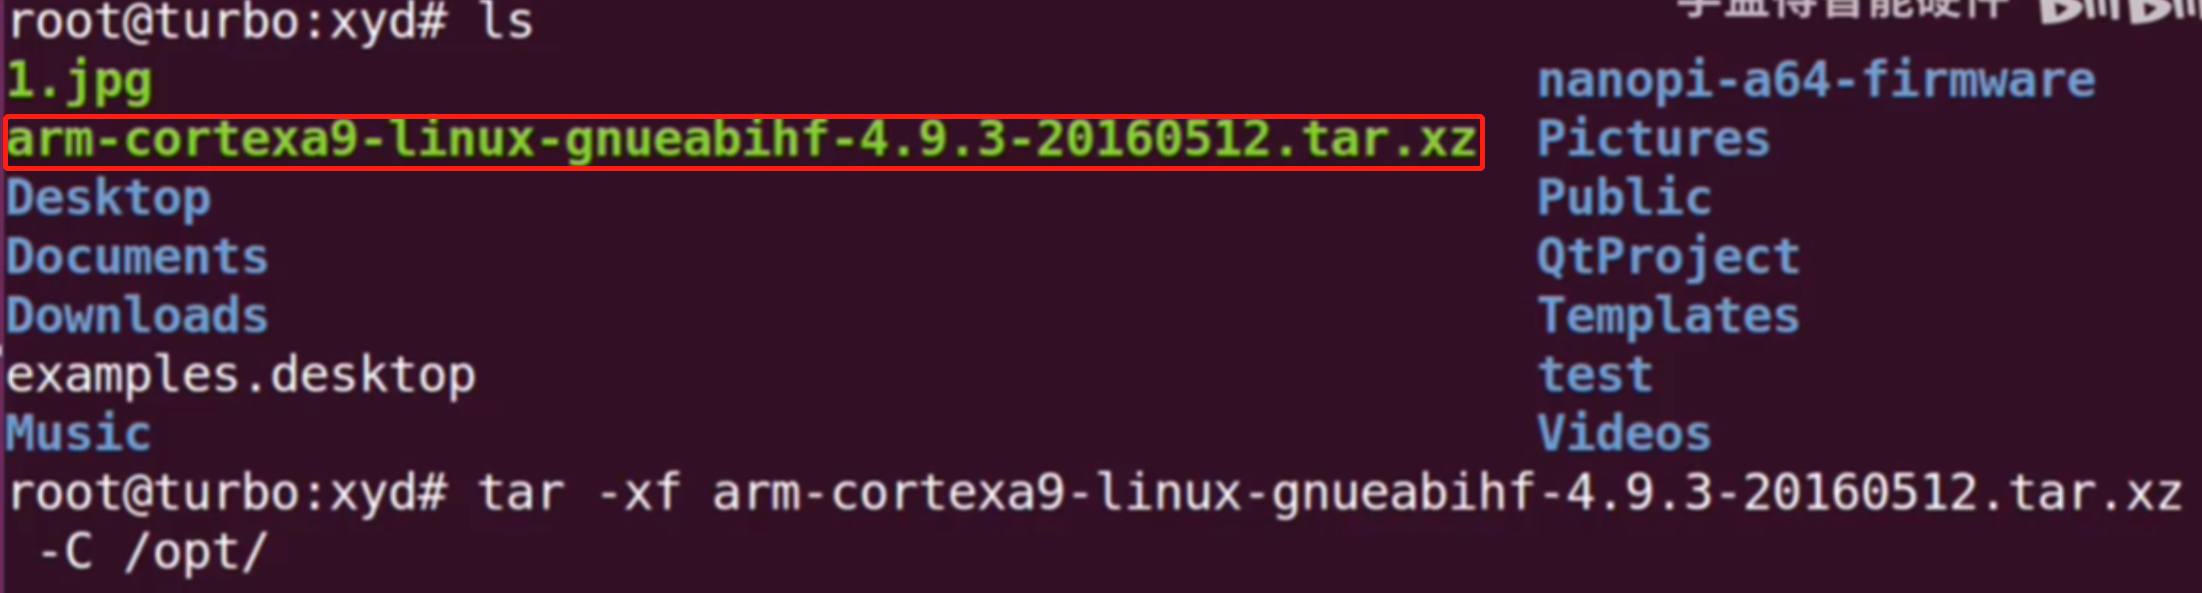 root@turbo:xyd# ls
1.jpg nanopi-a64-firmware
arm-cortexa9-linux-gnueabihf-4.9.3-20160512.tar.xz Pictures
Desktop Public
Documents QtProject
Downloads Templates
examples.desktop test
Music Videos
root@turbo:xyd# tar -xf arm-cortexa9-linux-gnueabihf-4.9.3-20160512.tar.xz
-C /opt/